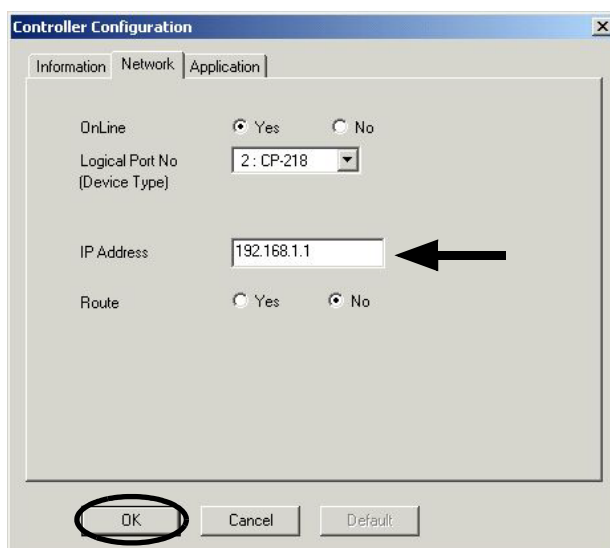 Controller Configuration
Information Network Application
OnLine Yes No
Logical Port No 2 : CP-218
(Device Type)
IP Address 192.168.1.1
Route Yes No
OK Cancel Default